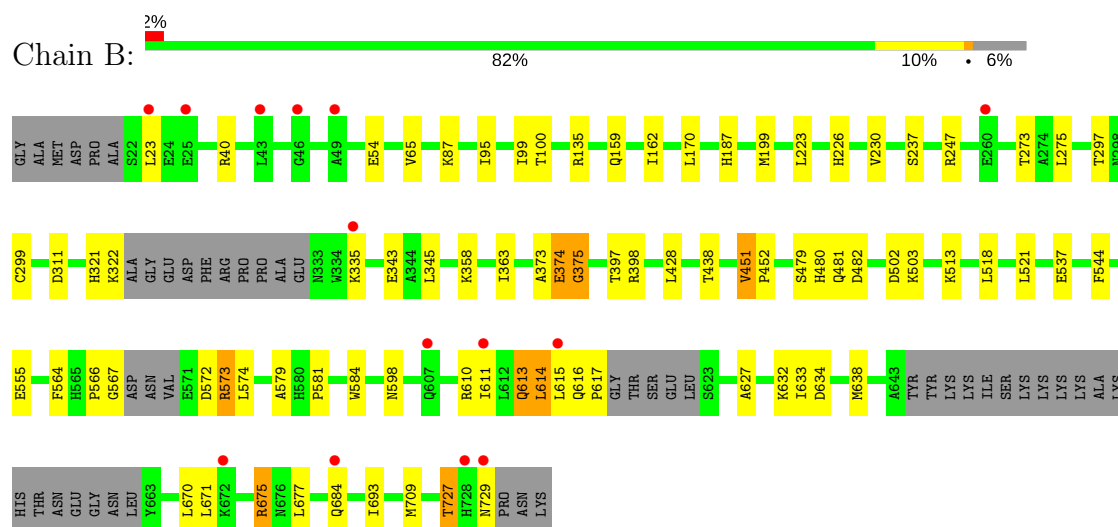 2%
Chain B:
82% 10% • 6%
GLY ALA MET ASP PRO ALA S22 L23 E24 E25 R40 L43 G46 A49 E54 V65 K87 I95 I99 T100 R135 Q159 I162 L170 H187 M199 L223 H226 V230 S237 R247 E260 T273 A274 L275 T297 N298
C299 D311 H321 K322 ALA GLY GLU ASP PHE ARG PRO PRO ALA GLU N333 W334 K335 E343 A344 L345 K358 I363 A373 E374 G375 T397 R398 L428 T438 V451 P452 S479 H480 Q481 D482 D502 K503 K513 L518 L521 E537 F544
E555 F564 H565 P566 G567 ASP ASN VAL E571 D572 R573 L574 A579 H580 P581 W584 N598 Q607 R610 I611 L612 Q613 L614 L615 Q616 P617 GLY THR SER GLU LEU S623 A627 K632 I633 D634 M638 A643 TYR TYR LYS LYS ILE SER LYS LYS LYS LYS ALA LYS
HIS THR ASN GLU GLY ASN LEU Y663 L670 L671 K672 R675 N676 L677 Q684 I693 M709 T727 H728 N729 PRO ASN LYS